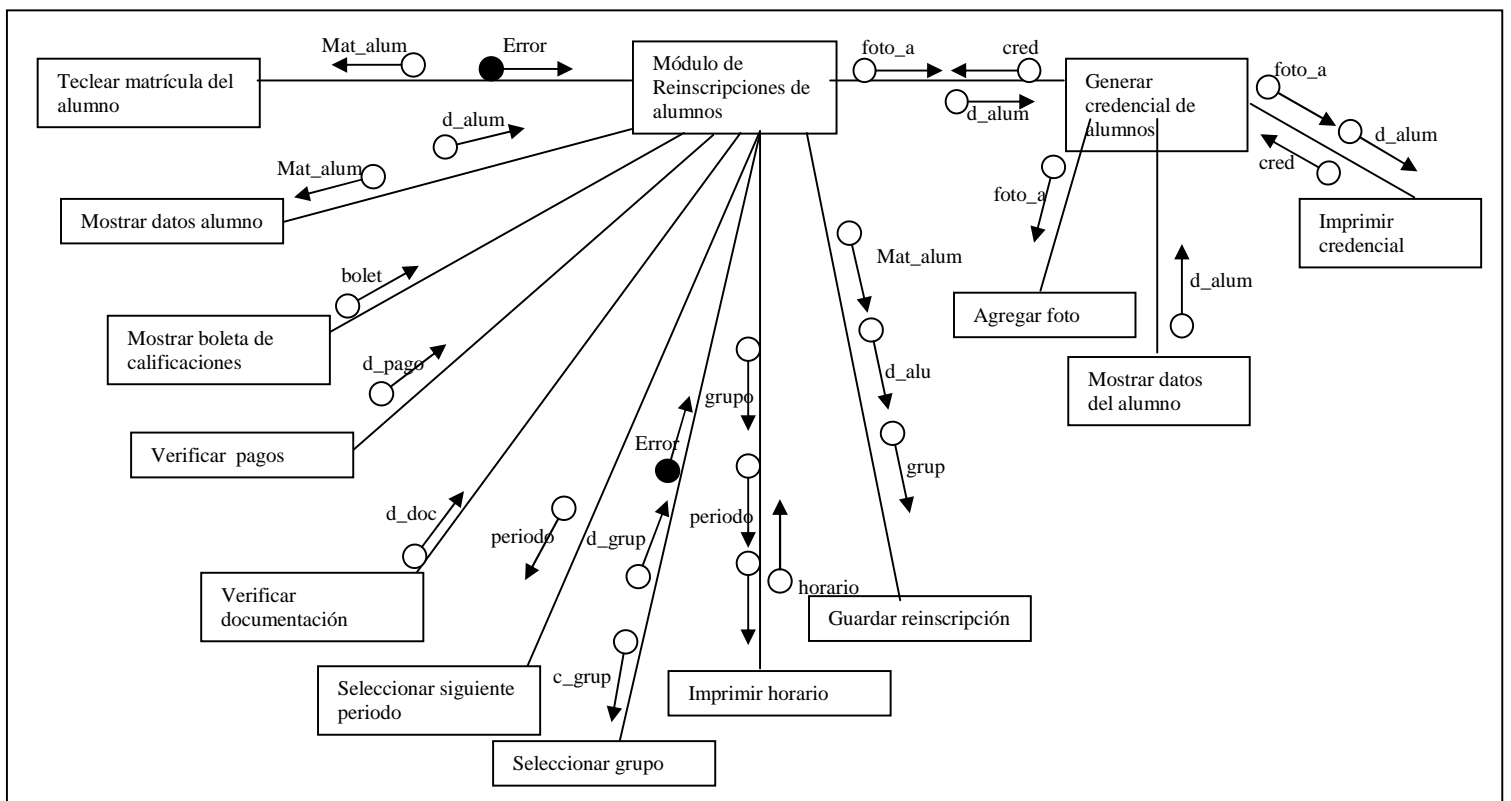 Mat_alum
Error
foto_a
cred
Teclear matrícula del
alumno
Módulo de
Reinscripciones de
alumnos
d_alum
Generar
credencial de
alumnos
foto_a
d_alum
cred
d_alum
Mat_alum
Mostrar datos alumno
foto_a
Imprimir
credencial
bolet
Mat_alum
d_alum
Mostrar boleta de
calificaciones
Agregar foto
d_pago
d_alu
Mostrar datos
del alumno
grupo
Verificar pagos
Error
grup
d_doc
periodo
d_grup
periodo
horario
Verificar
documentación
Guardar reinscripción
c_grup
Seleccionar siguiente
periodo
Imprimir horario
Seleccionar grupo